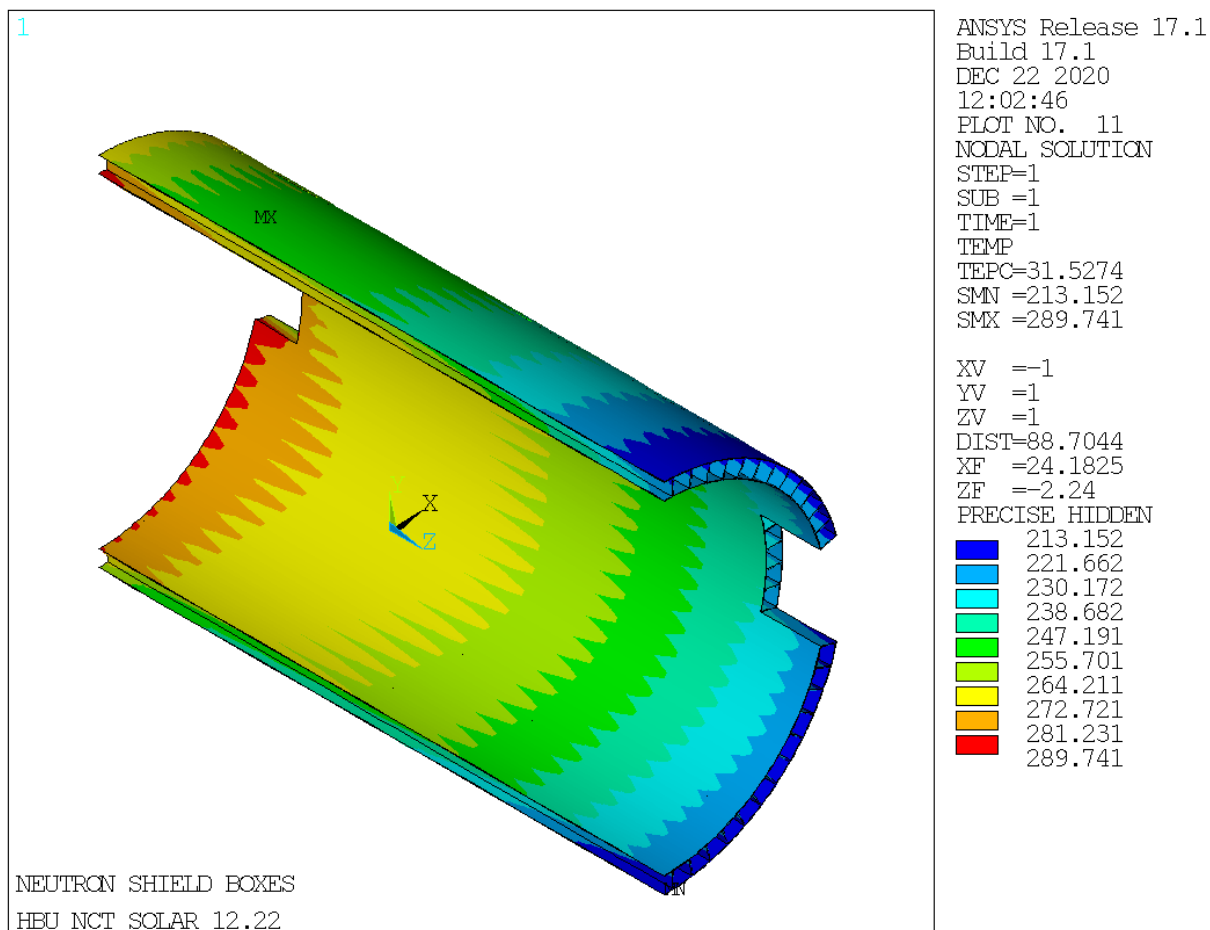 1
ANSYS Release 17.1
Build 17.1
DEC 22 2020
12:02:46
PLOT NO. 11
NODAL SOLUTION
STEP=1
SUB =1
TIME=1
TEMP
TEPC=31.5274
SMN =213.152
SMX =289.741
XV =-1
YV =1
ZV =1
DIST=88.7044
XF =24.1825
ZF =-2.24
PRECISE HIDDEN
213.152
221.662
230.172
238.682
247.191
255.701
264.211
272.721
281.231
289.741
MX
Y
X
Z
NEUTRON SHIELD BOXES
HBU NCT SOLAR 12.22